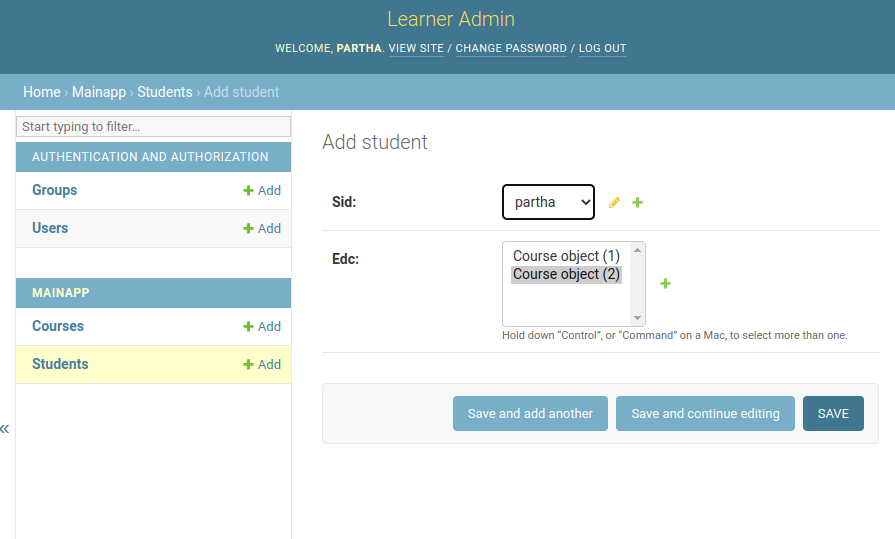 Learner Admin
WELCOME, PARTHA. VIEW SITE / CHANGE PASSWORD / LOG OUT
Home › Mainapp › Students › Add student
Start typing to filter...
AUTHENTICATION AND AUTHORIZATION
Groups + Add
Users + Add
MAINAPP
Courses + Add
Students + Add
«
Add student
Sid: partha
Edc: Course object (1)
Course object (2)
Hold down “Control”, or “Command” on a Mac, to select more than one.
Save and add another Save and continue editing SAVE